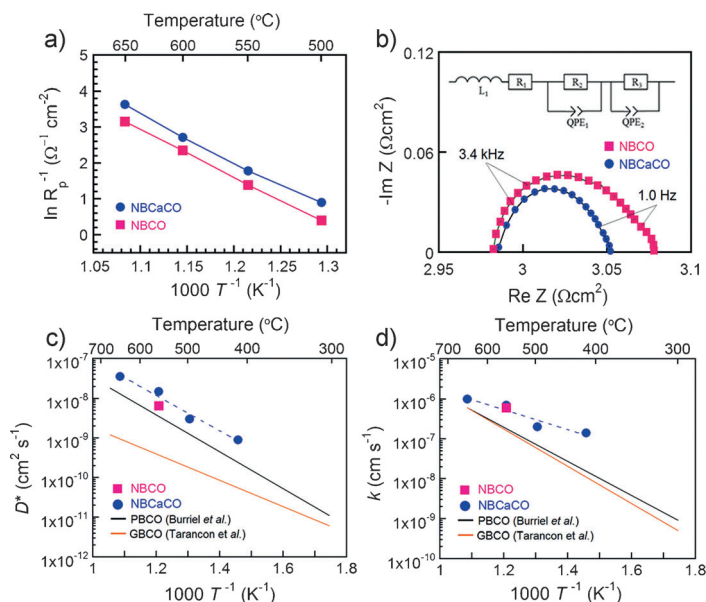 Temperature (°C)
a)
650 600 550 500
ln Rp⁻¹ (Ω⁻¹ cm⁻²)
5
4
3
2
1
0
NBCaCO
NBCO
1.05 1.1 1.15 1.2 1.25 1.3
1000 T⁻¹ (K⁻¹)
b)
-Im Z (Ωcm²)
0.12
0.06
0
L₁
R₁
R₂
R₃
QPE₁
QPE₂
NBCO
NBCaCO
3.4 kHz
1.0 Hz
2.95 3 3.05 3.1
Re Z (Ωcm²)
Temperature (°C)
c)
700 600 500 400 300
D* (cm² s⁻¹)
1x10⁻⁷
1x10⁻⁸
1x10⁻⁹
1x10⁻¹⁰
1x10⁻¹¹
1x10⁻¹²
NBCO
NBCaCO
PBCO (Burriel et al.)
GBCO (Tarancon et al.)
1 1.2 1.4 1.6 1.8
1000 T⁻¹ (K⁻¹)
Temperature (°C)
d)
700 600 500 400 300
k (cm s⁻¹)
1x10⁻⁵
1x10⁻⁶
1x10⁻⁷
1x10⁻⁸
1x10⁻⁹
1x10⁻¹⁰
NBCO
NBCaCO
PBCO (Burriel et al.)
GBCO (Tarancon et al.)
1 1.2 1.4 1.6 1.8
1000 T⁻¹ (K⁻¹)